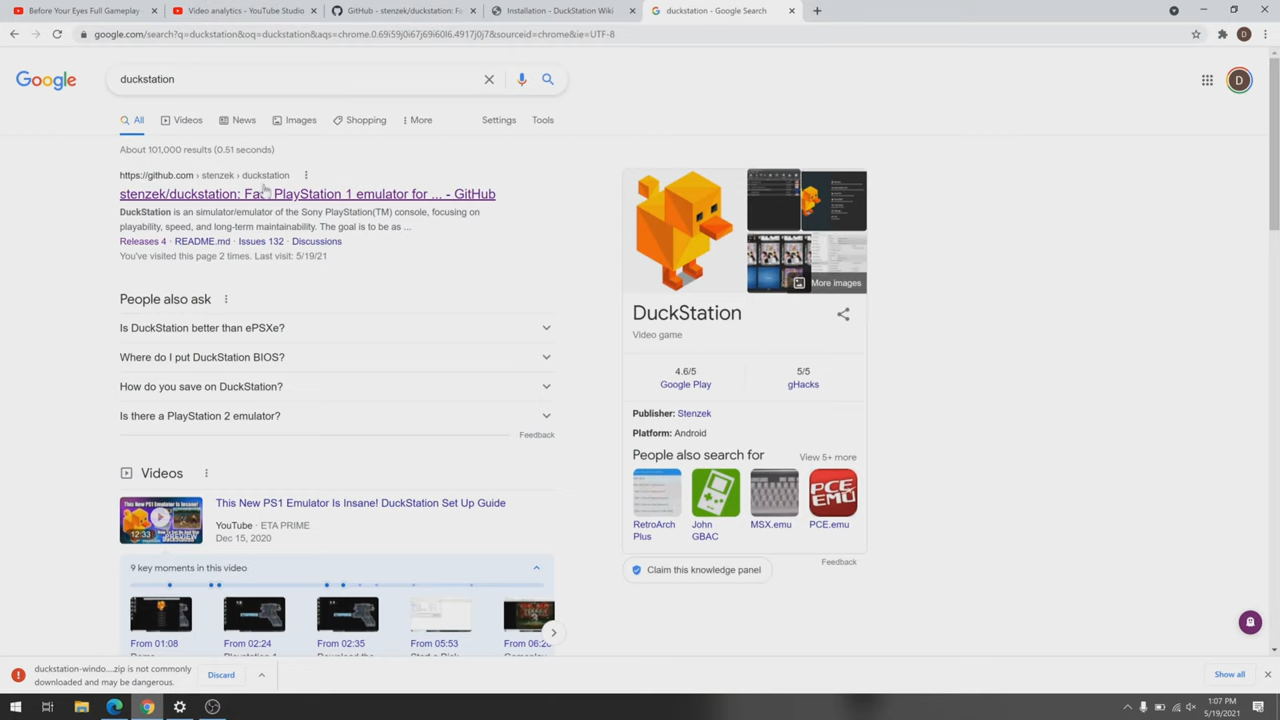 Before You Eyes Full Gameplay
Video analytics - YouTube Studio
GitHub - stenzek/duckstation: Fa
Installation - DuckStation Wiki
duckstation - Google Search
google.com/search?q=duckstation&oq=duckstation&aqs=chrome.0.69i59j0i67j69i60l6.4917j0j7&sourceid=chrome&ie=UTF-8
D
Google
duckstation
D
All
Videos
News
Images
Shopping
More
Settings
Tools
About 101,000 results (0.51 seconds)
https://github.com › stenzek › duckstation
stenzek/duckstation: Fast PlayStation 1 emulator for ... - GitHub
DuckStation is an simulator/emulator of the Sony PlayStation(TM) console, focusing on
playability, speed, and long-term maintainability. The goal is to be as ...
Releases 4 · README.md · Issues 132 · Discussions
You've visited this page 2 times. Last visit: 5/19/21
People also ask
Is DuckStation better than ePSXe?
Where do I put DuckStation BIOS?
How do you save on DuckStation?
Is there a PlayStation 2 emulator?
Feedback
Videos
This New PS1 Emulator Is Insane!
12:33
This New PS1 Emulator Is Insane! DuckStation Set Up Guide
YouTube · ETA PRIME
Dec 15, 2020
9 key moments in this video
From 01:08
From 02:24
From 02:35
From 05:53
From 06:20
More images
DuckStation
Video game
4.6/5
Google Play
5/5
gHacks
Publisher: Stenzek
Platform: Android
People also search for
View 5+ more
PCE
EMU
RetroArch
Plus
John
GBAC
MSX.emu
PCE.emu
Feedback
Claim this knowledge panel
duckstation-windo....zip is not commonly
downloaded and may be dangerous.
Discard
Show all
1:07 PM
5/19/2021